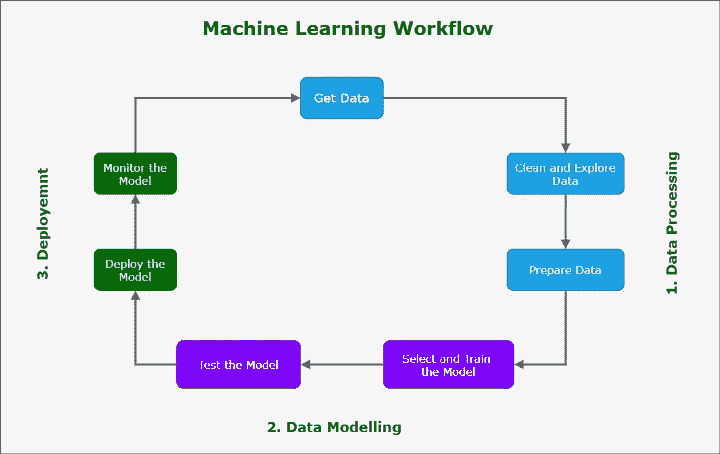 Machine Learning Workflow
Get Data
Clean and Explore
Data
Prepare Data
1. Data Processing
Select and Train
the Model
Test the Model
2. Data Modelling
Deploy the
Model
Monitor the
Model
3. Deployemnt